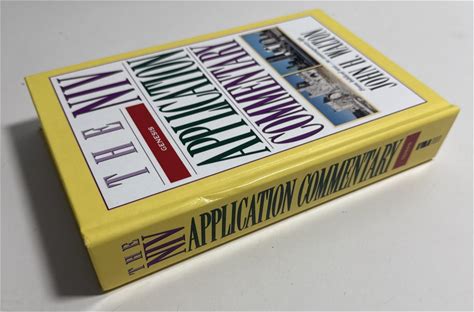 THE
NIV
APPLICATION
COMMENTARY
GENESIS
JOHN H. WALTON
THE
NIV
APPLICATION COMMENTARY